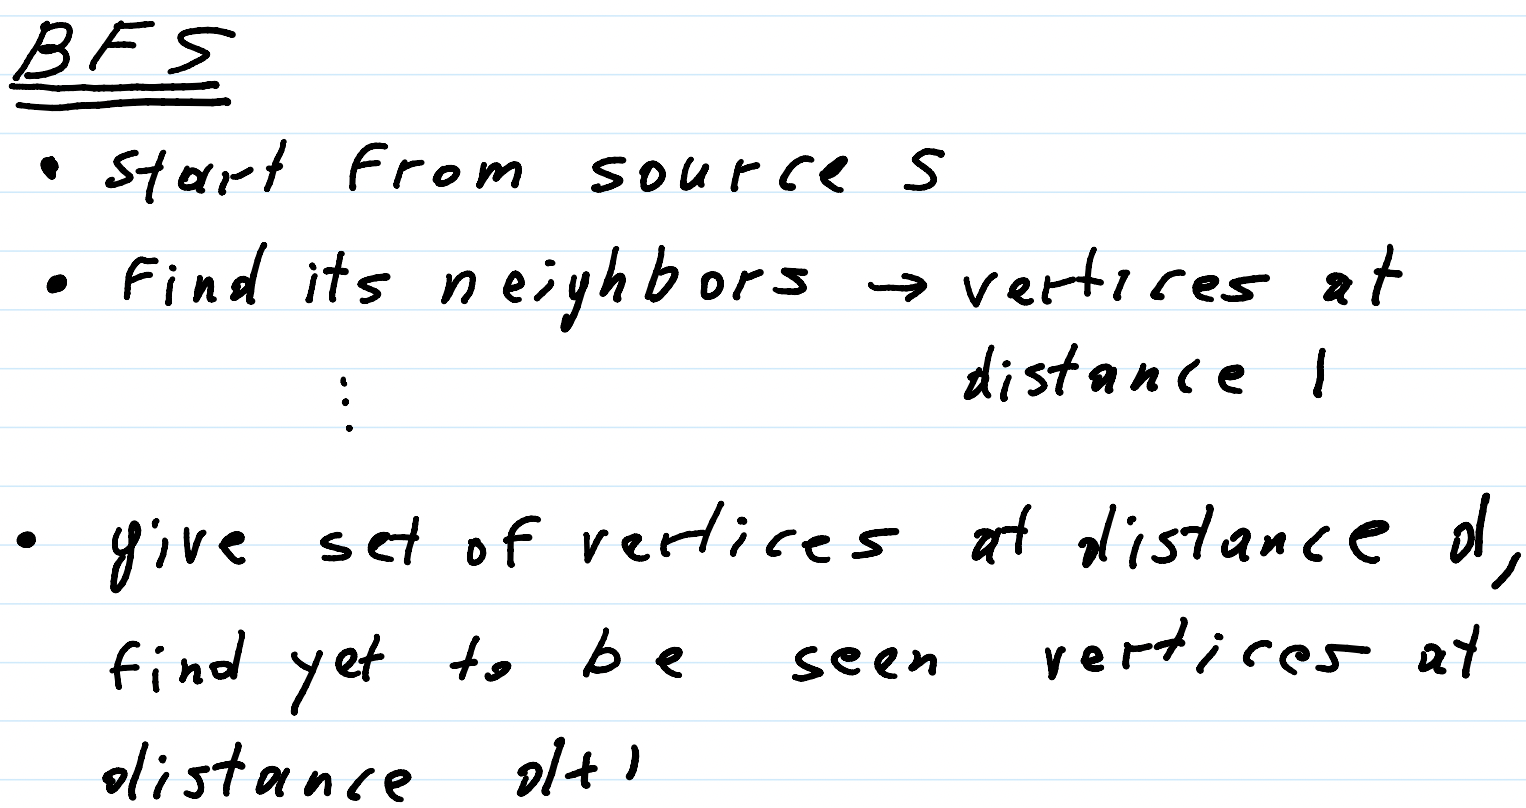 BFS
• start from source S
• Find its neighbors → vertices at
distance 1
⋮
• give set of vertices at distance d,
find yet to be seen vertices at
distance d+1